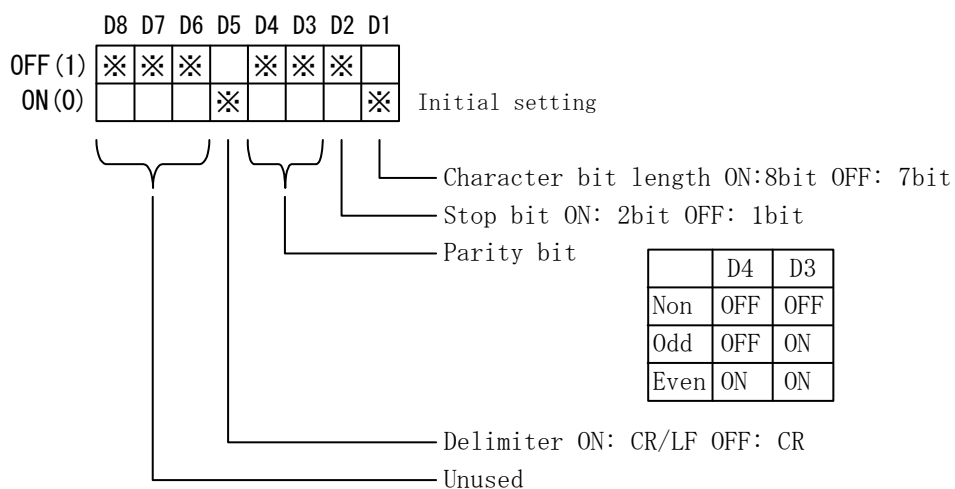 D8 D7 D6 D5 D4 D3 D2 D1
OFF(1) ※ ※ ※ ※ ※ ※
ON(0) ※ ※ Initial setting
Character bit length ON:8bit OFF: 7bit
Stop bit ON: 2bit OFF: 1bit
Parity bit
D4 D3
Non OFF OFF
Odd OFF ON
Even ON ON
Delimiter ON: CR/LF OFF: CR
Unused